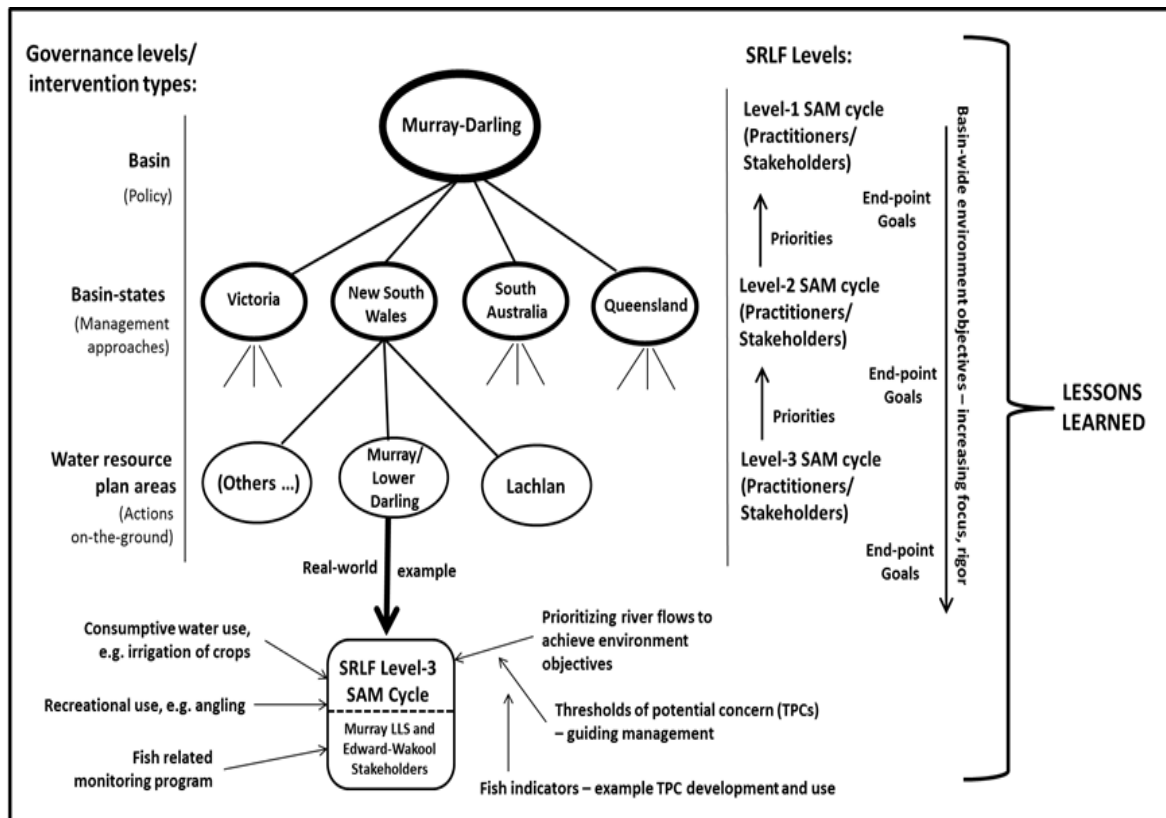 Governance levels/
intervention types:
Basin
(Policy)
Basin-states
(Management
approaches)
Water resource
plan areas
(Actions
on-the-ground)
Murray-Darling
Victoria
New South
Wales
South
Australia
Queensland
(Others ...)
Murray/
Lower
Darling
Lachlan
Real-world
example
SRLF Levels:
Level-1 SAM cycle
(Practitioners/
Stakeholders)
Priorities
Level-2 SAM cycle
(Practitioners/
Stakeholders)
Priorities
Level-3 SAM cycle
(Practitioners/
Stakeholders)
End-point
Goals
End-point
Goals
End-point
Goals
Basin-wide environment objectives – increasing focus, rigor
LESSONS
LEARNED
Consumptive water use,
e.g. irrigation of crops
Recreational use, e.g. angling
Fish related
monitoring program
SRLF Level-3
SAM Cycle
Murray LLS and
Edward-Wakool
Stakeholders
Prioritizing river flows to
achieve environment
objectives
Thresholds of potential concern (TPCs)
– guiding management
Fish indicators – example TPC development and use